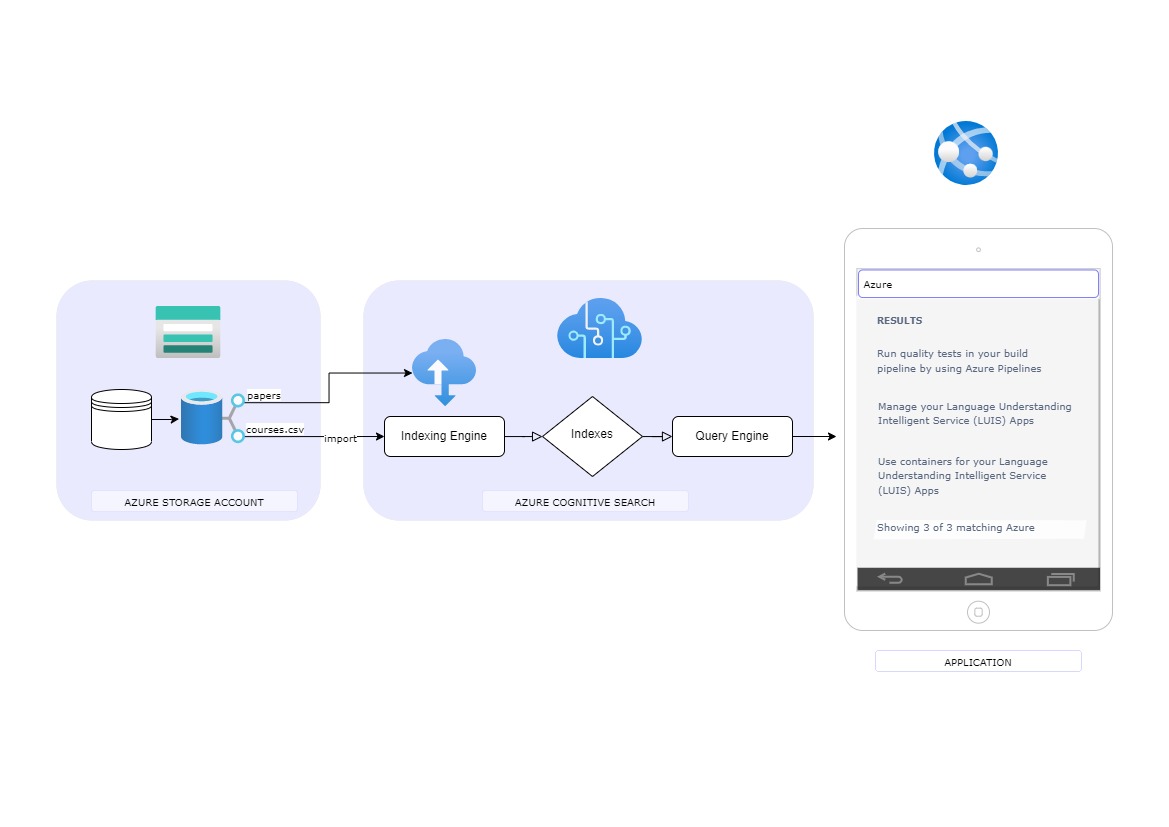 papers
courses.csv
import
AZURE STORAGE ACCOUNT
Indexing Engine
Indexes
Query Engine
AZURE COGNITIVE SEARCH
Azure
RESULTS
Run quality tests in your build
pipeline by using Azure Pipelines
Manage your Language Understanding
Intelligent Service (LUIS) Apps
Use containers for your Language
Understanding Intelligent Service
(LUIS) Apps
Showing 3 of 3 matching Azure
APPLICATION